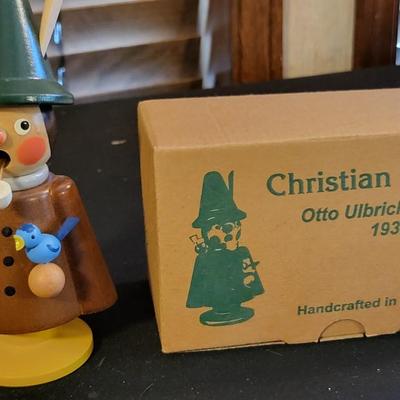 Christian
Otto Ulbrich
193
Handcrafted in